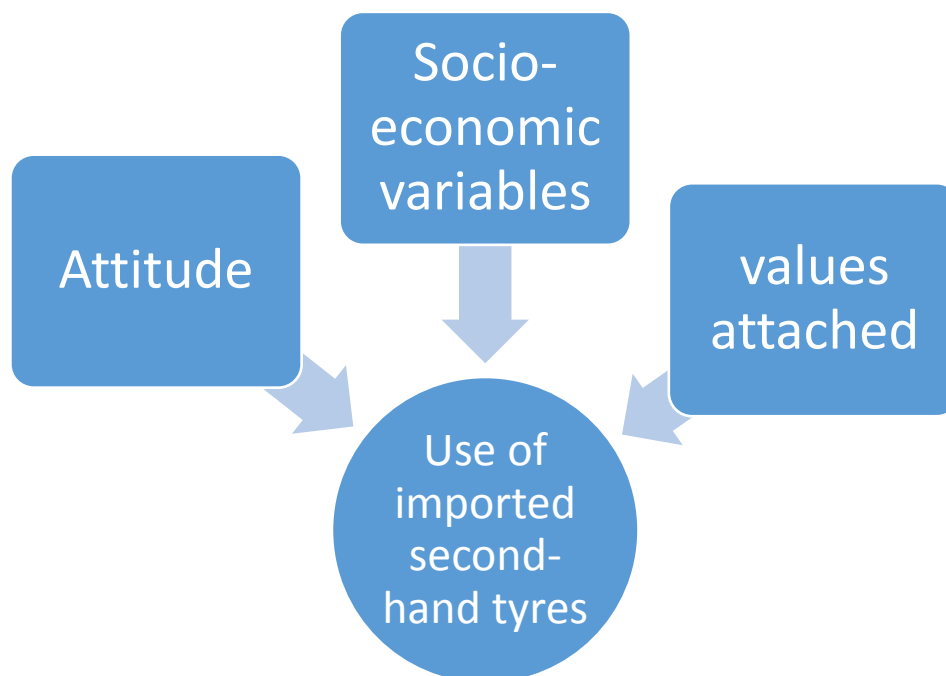 Attitude
Socio-
economic
variables
values
attached
Use of
imported
second-
hand tyres